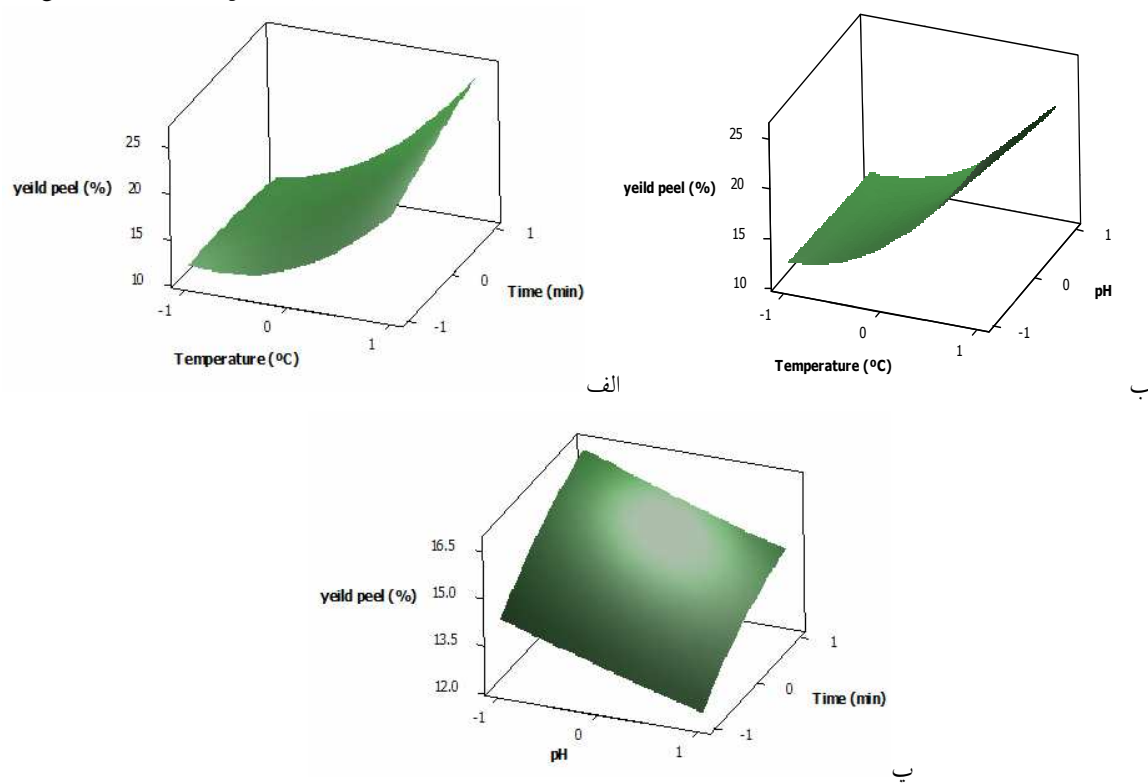 25
20
15
10
yeild peel (%)
-1
0
1
Temperature (ºC)
1
0
-1
Time (min)
الف
25
20
15
10
yeild peel (%)
-1
0
1
Temperature (ºC)
1
0
-1
pH
ب
16.5
15.0
13.5
12.0
yeild peel (%)
-1
0
1
pH
1
0
-1
Time (min)
پ